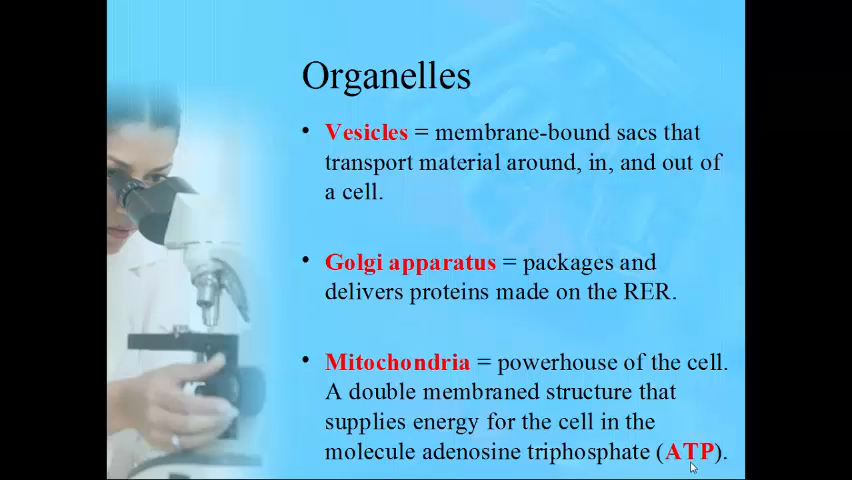 Organelles
• Vesicles = membrane-bound sacs that
transport material around, in, and out of
a cell.
• Golgi apparatus = packages and
delivers proteins made on the RER.
• Mitochondria = powerhouse of the cell.
A double membraned structure that
supplies energy for the cell in the
molecule adenosine triphosphate (ATP).